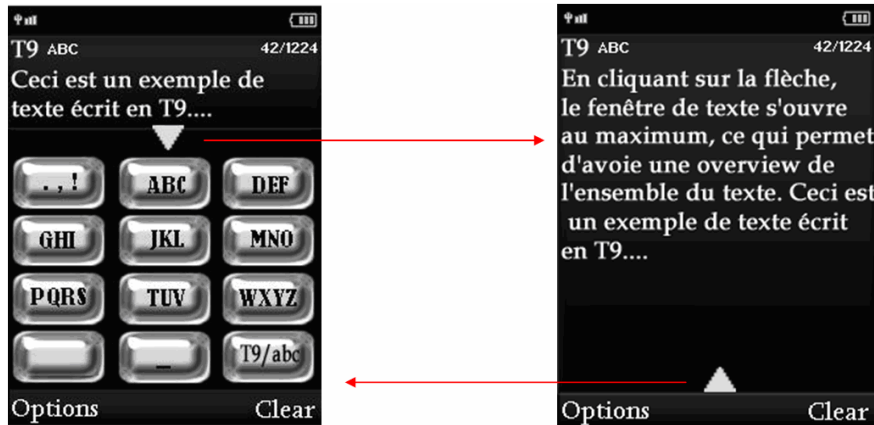 T9 ABC 42/1224
Ceci est un exemple de
texte écrit en T9....
.,! ABC DEF
GHI JKL MNO
PQRS TUV WXYZ
_ T9/abc
Options Clear
T9 ABC 42/1224
En cliquant sur la flèche,
le fenêtre de texte s'ouvre
au maximum, ce qui permet
d'avoie une overview de
l'ensemble du texte. Ceci est
un exemple de texte écrit
en T9....
Options Clear